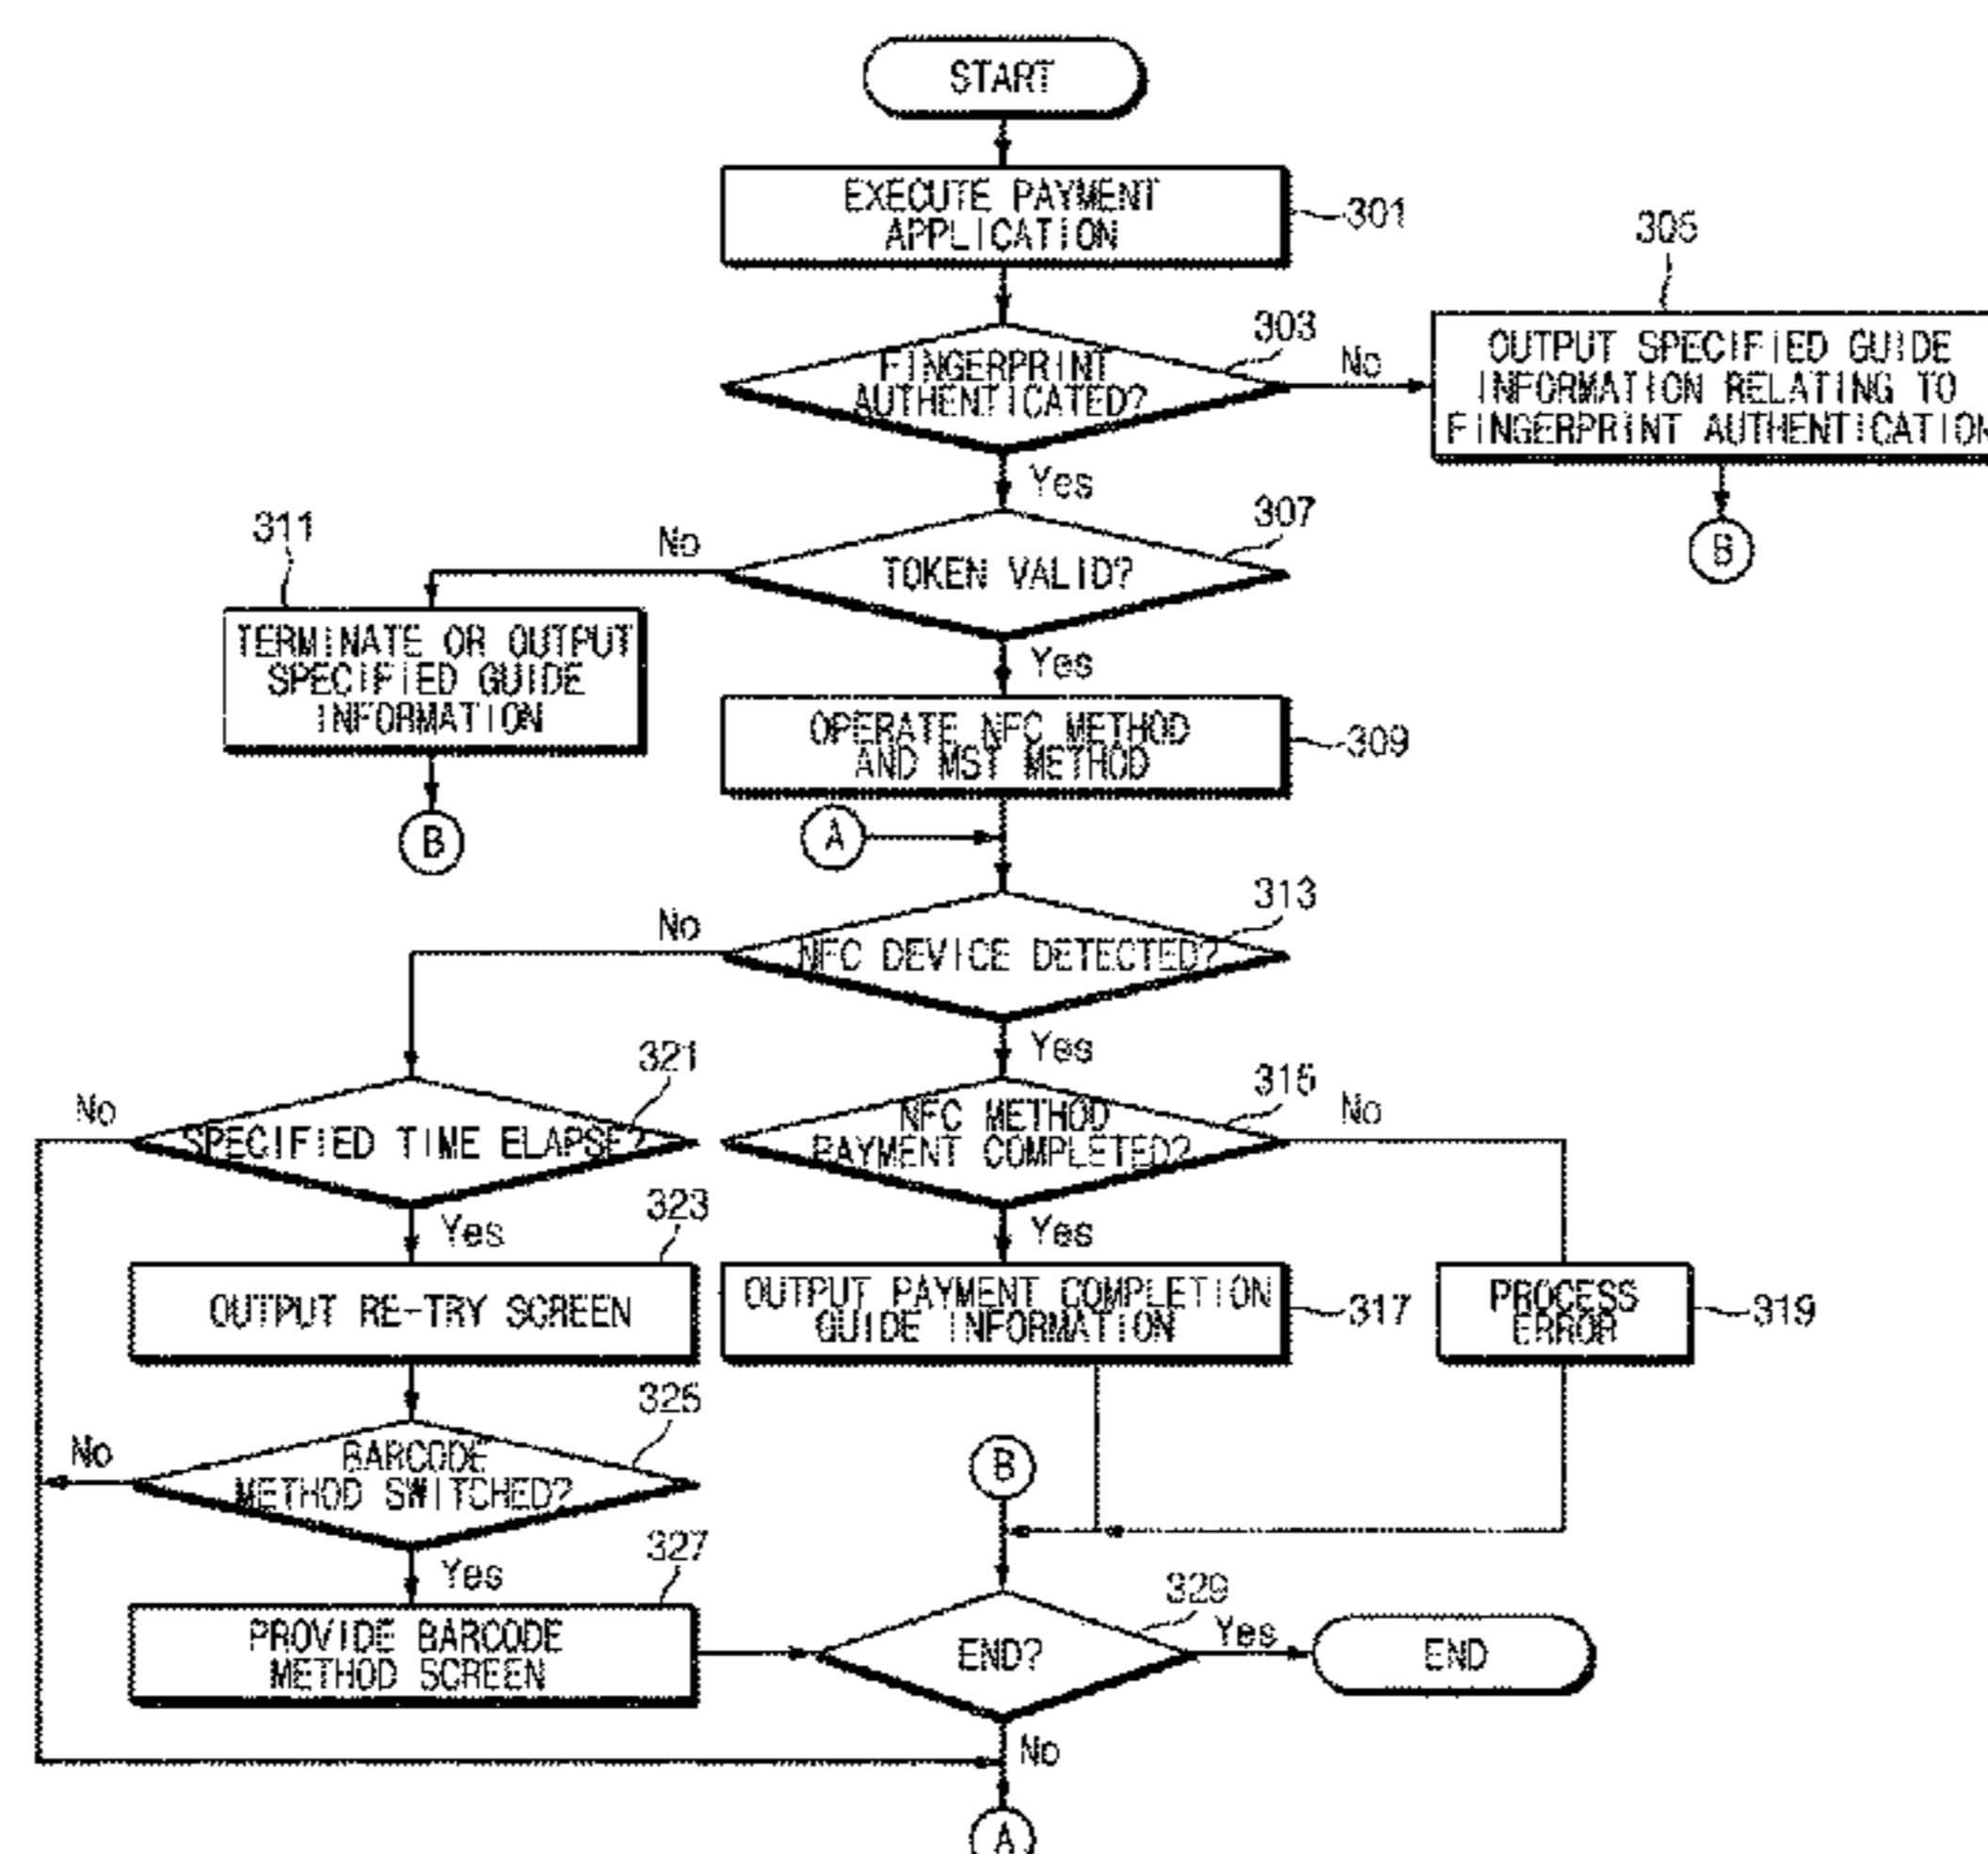 START
EXECUTE PAYMENT
APPLICATION
301
303
FINGERPRINT
AUTHENTICATED?
No
305
OUTPUT SPECIFIED GUIDE
INFORMATION RELATING TO
FINGERPRINT AUTHENTICATION
B
Yes
307
TOKEN VALID?
No
311
TERMINATE OR OUTPUT
SPECIFIED GUIDE
INFORMATION
B
Yes
OPERATE NFC METHOD
AND MST METHOD
309
A
313
NFC DEVICE DETECTED?
No
Yes
321
SPECIFIED TIME ELAPSE?
No
Yes
315
NFC METHOD
PAYMENT COMPLETED?
No
Yes
323
OUTPUT RE-TRY SCREEN
OUTPUT PAYMENT COMPLETION
GUIDE INFORMATION
317
PROCESS
ERROR
319
325
BARCODE
METHOD SWITCHED?
No
Yes
B
327
PROVIDE BARCODE
METHOD SCREEN
329
END?
Yes
END
No
A